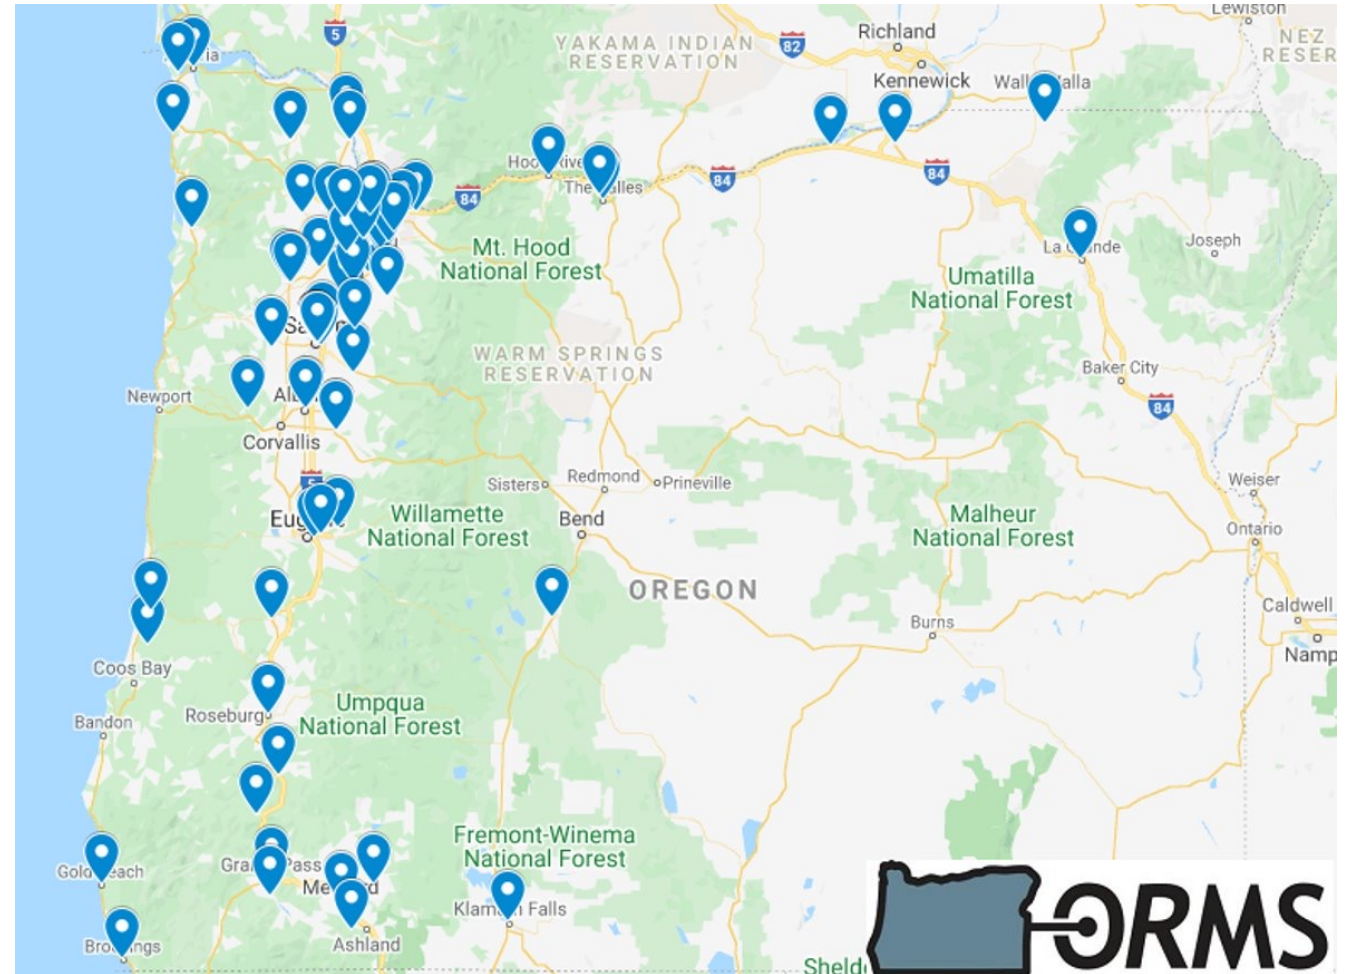 Lewiston
Richland
YAKAMA INDIAN
RESERVATION
5
82
NEZ
RESER
Kennewick
84
84
84
Joseph
Mt. Hood
National Forest
Umatilla
National Forest
WARM SPRINGS
RESERVATION
Baker City
Newport
84
Corvallis
Sisters
Redmond
Prineville
Weiser
5
Bend
Willamette
National Forest
Malheur
National Forest
Ontario
OREGON
Caldwell
Burns
Namp
Coos Bay
Umpqua
National Forest
Roseburg
Bandon
Fremont-Winema
National Forest
Ashland
ORMS